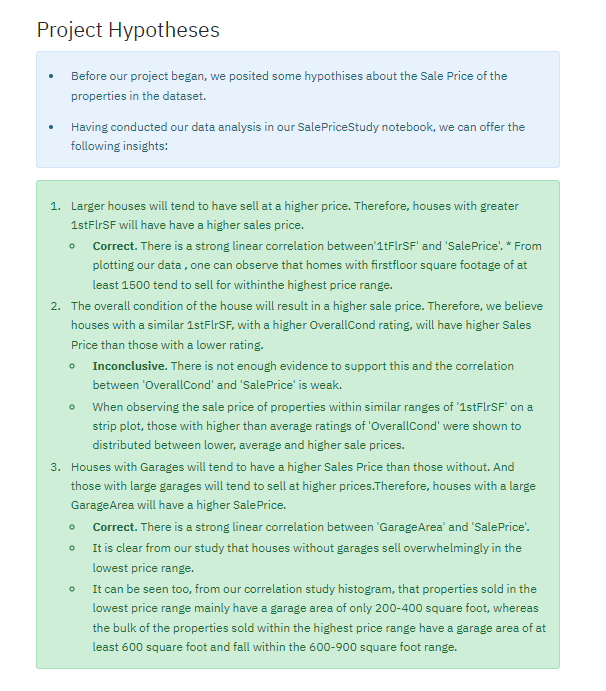 Project Hypotheses
• Before our project began, we posited some hypothises about the Sale Price of the
properties in the dataset.
• Having conducted our data analysis in our SalePriceStudy notebook, we can offer the
following insights:
1. Larger houses will tend to have sell at a higher price. Therefore, houses with greater
1stFlrSF will have have a higher sales price.
Correct. There is a strong linear correlation between'1tFlrSF' and 'SalePrice'. * From
plotting our data , one can observe that homes with firstfloor square footage of at
least 1500 tend to sell for withinthe highest price range.
2. The overall condition of the house will result in a higher sale price. Therefore, we believe
houses with a similar 1stFlrSF, with a higher OverallCond rating, will have higher Sales
Price than those with a lower rating.
Inconclusive. There is not enough evidence to support this and the correlation
between 'OverallCond' and 'SalePrice' is weak.
When observing the sale price of properties within similar ranges of '1stFlrSF' on a
strip plot, those with higher than average ratings of 'OverallCond' were shown to
distributed between lower, average and higher sale prices.
3. Houses with Garages will tend to have a higher Sales Price than those without. And
those with large garages will tend to sell at higher prices.Therefore, houses with a large
GarageArea will have a higher SalePrice.
Correct. There is a strong linear correlation between 'GarageArea' and 'SalePrice'.
It is clear from our study that houses without garages sell overwhelmingly in the
lowest price range.
It can be seen too, from our correlation study histogram, that properties sold in the
lowest price range mainly have a garage area of only 200-400 square foot, whereas
the bulk of the properties sold within the highest price range have a garage area of at
least 600 square foot and fall within the 600-900 square foot range.